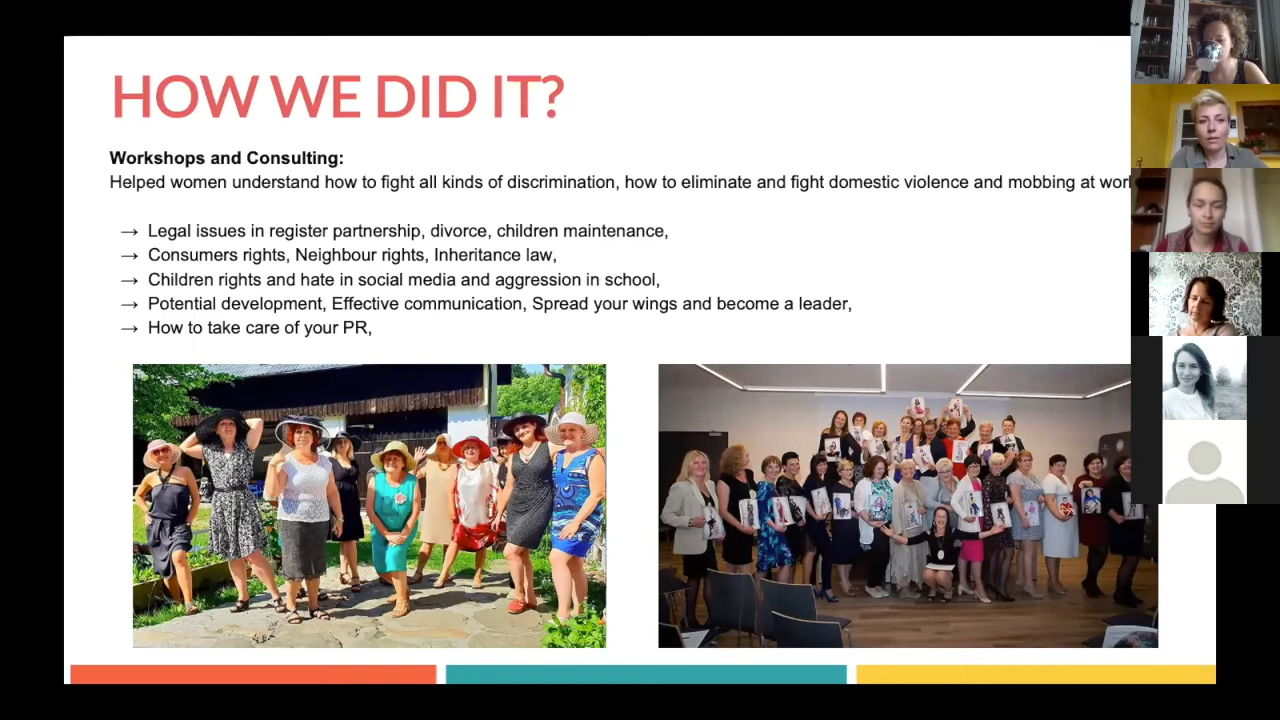 HOW WE DID IT?
Workshops and Consulting:
Helped women understand how to fight all kinds of discrimination, how to eliminate and fight domestic violence and mobbing at
→ Legal issues in register partnership, divorce, children maintenance,
→ Consumers rights, Neighbour rights, Inheritance law,
→ Children rights and hate in social media and aggression in school,
→ Potential development, Effective communication, Spread your wings and become a leader,
→ How to take care of your PR,